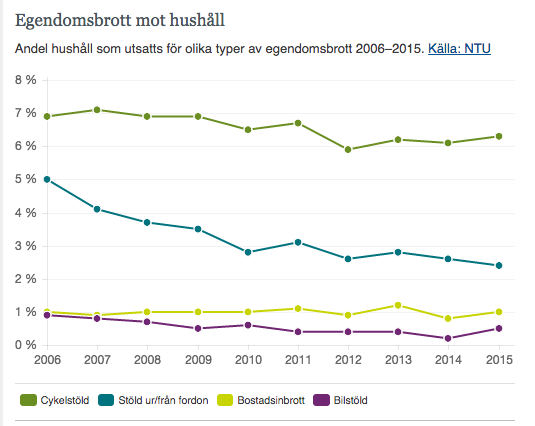 Egendomsbrott mot hushåll
Andel hushåll som utsatts för olika typer av egendomsbrott 2006–2015. Källa: NTU
8 %
7 %
6 %
5 %
4 %
3 %
2 %
1 %
0 %
2006 2007 2008 2009 2010 2011 2012 2013 2014 2015
Cykelstöld Stöld ur/från fordon Bostadsinbrott Bilstöld